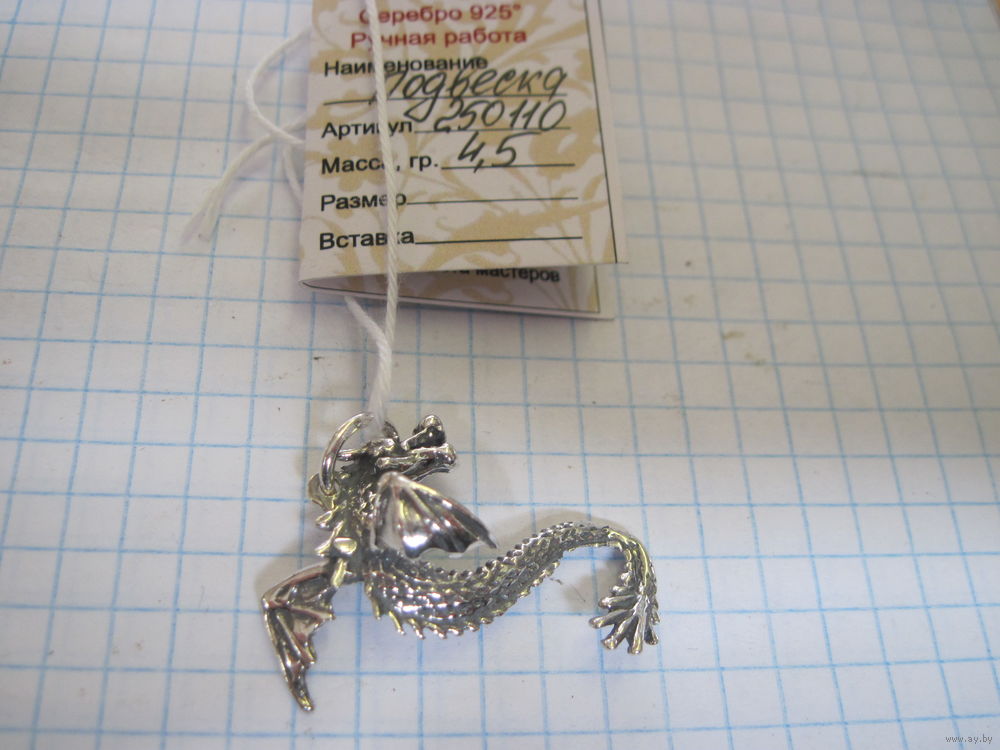 Серебро 925°
Ручная работа
Наименование
Подвеска
Артикул 250110
Масса, гр. 4,5
Размер
Вставка
мастеров
www.ay.by